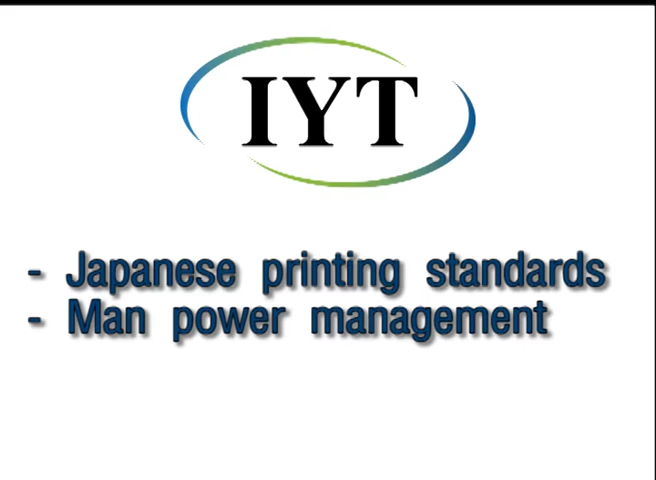 IYT
- Japanese printing standards
- Man power management